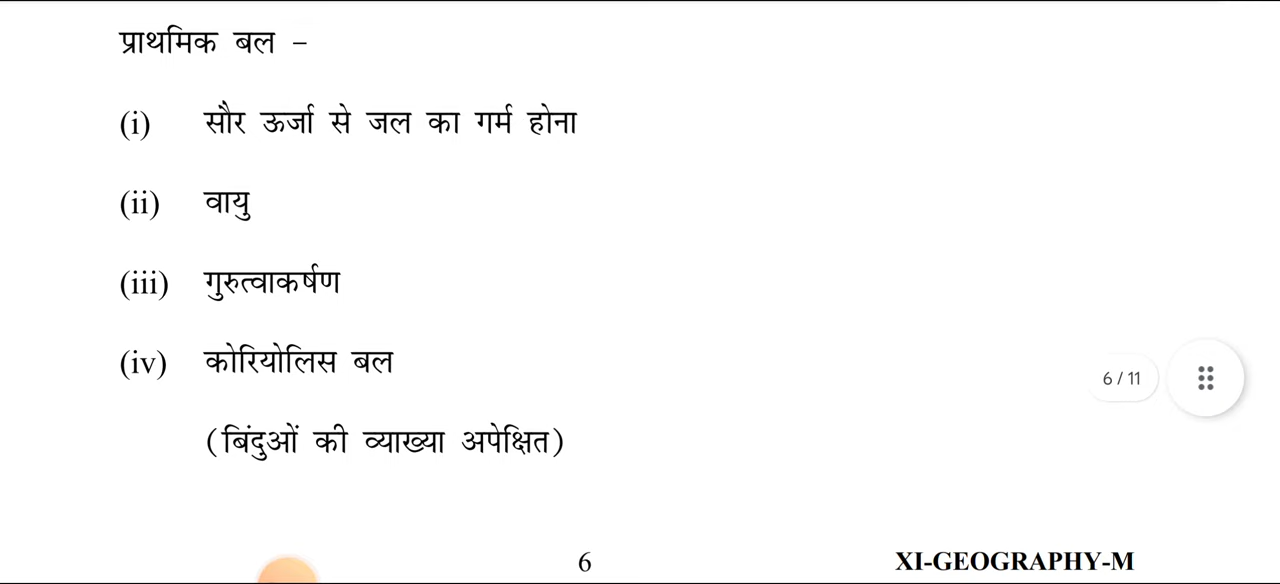 प्राथमिक बल –
(i) सौर ऊर्जा से जल का गर्म होना
(ii) वायु
(iii) गुरुत्वाकर्षण
(iv) कोरियोलिस बल
6 / 11
(बिंदुओं की व्याख्या अपेक्षित)
6 XI-GEOGRAPHY-M